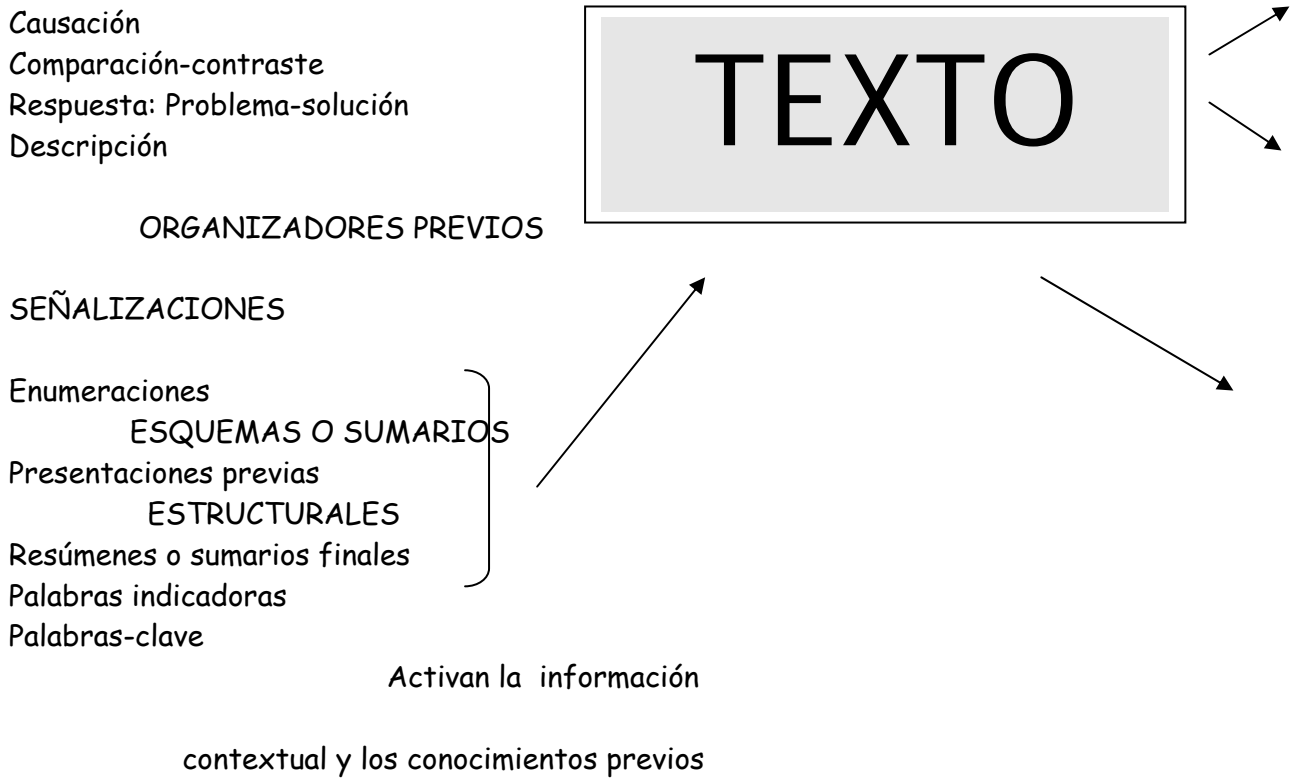 Causación
Comparación-contraste
Respuesta: Problema-solución
Descripción
TEXTO
ORGANIZADORES PREVIOS
SEÑALIZACIONES
Enumeraciones
ESQUEMAS O SUMARIOS
Presentaciones previas
ESTRUCTURALES
Resúmenes o sumarios finales
Palabras indicadoras
Palabras-clave
Activan la información
contextual y los conocimientos previos